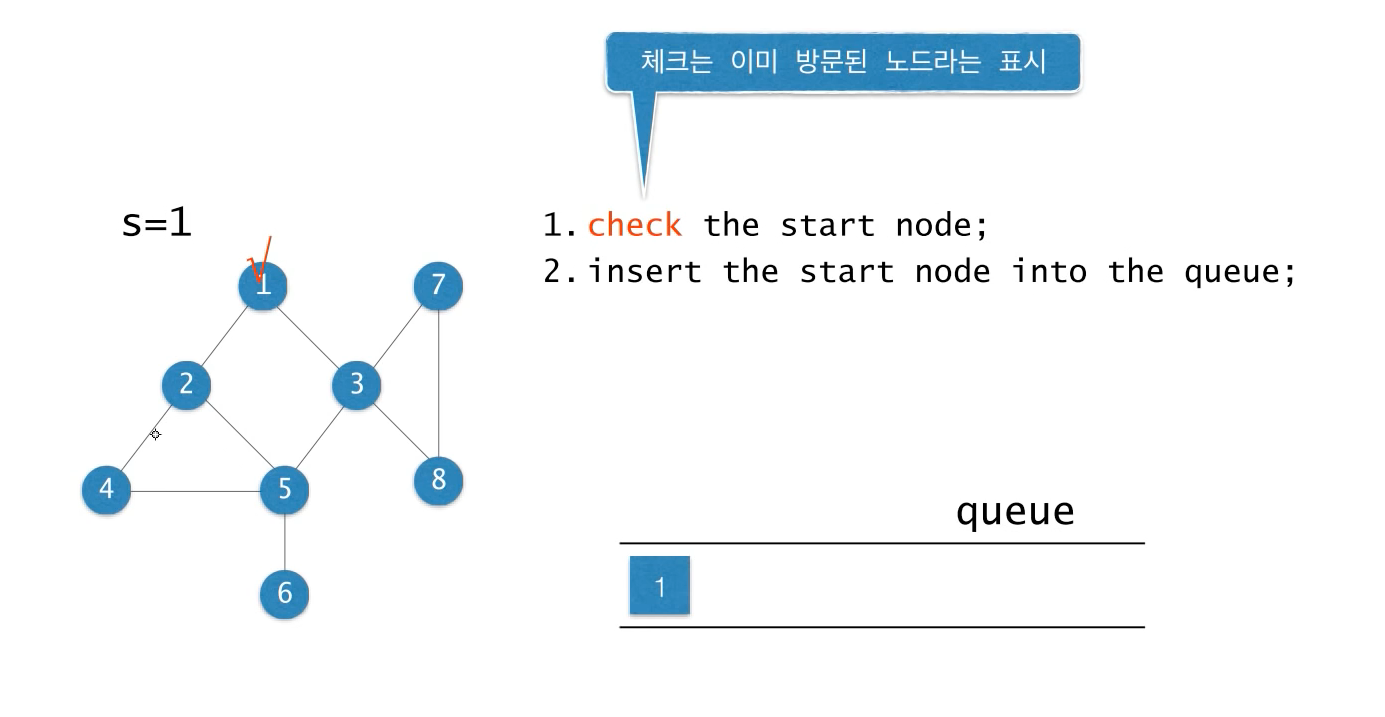 체크는 이미 방문된 노드라는 표시
s=1
1. check the start node;
2. insert the start node into the queue;
1
7
2
3
4
5
8
6
queue
1